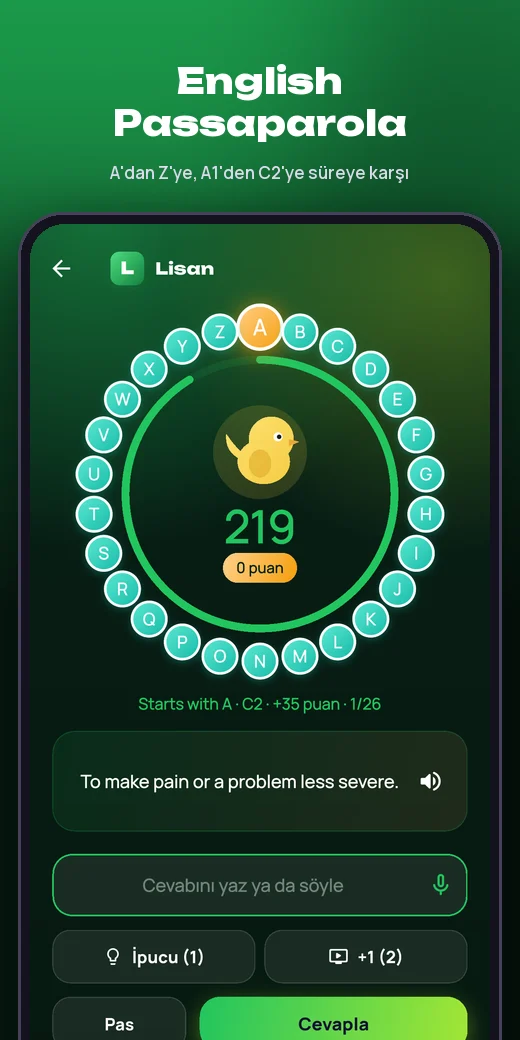 English
Passaparola
A'dan Z'ye, A1'den C2'ye süreye karşı
L Lisan
A
B
C
D
E
F
G
H
I
J
K
L
M
N
O
P
Q
R
S
T
U
V
W
X
Y
Z
219
0 puan
Starts with A · C2 · +35 puan · 1/26
To make pain or a problem less severe.
Cevabını yaz ya da söyle
İpucu (1)
+1 (2)
Pas
Cevapla